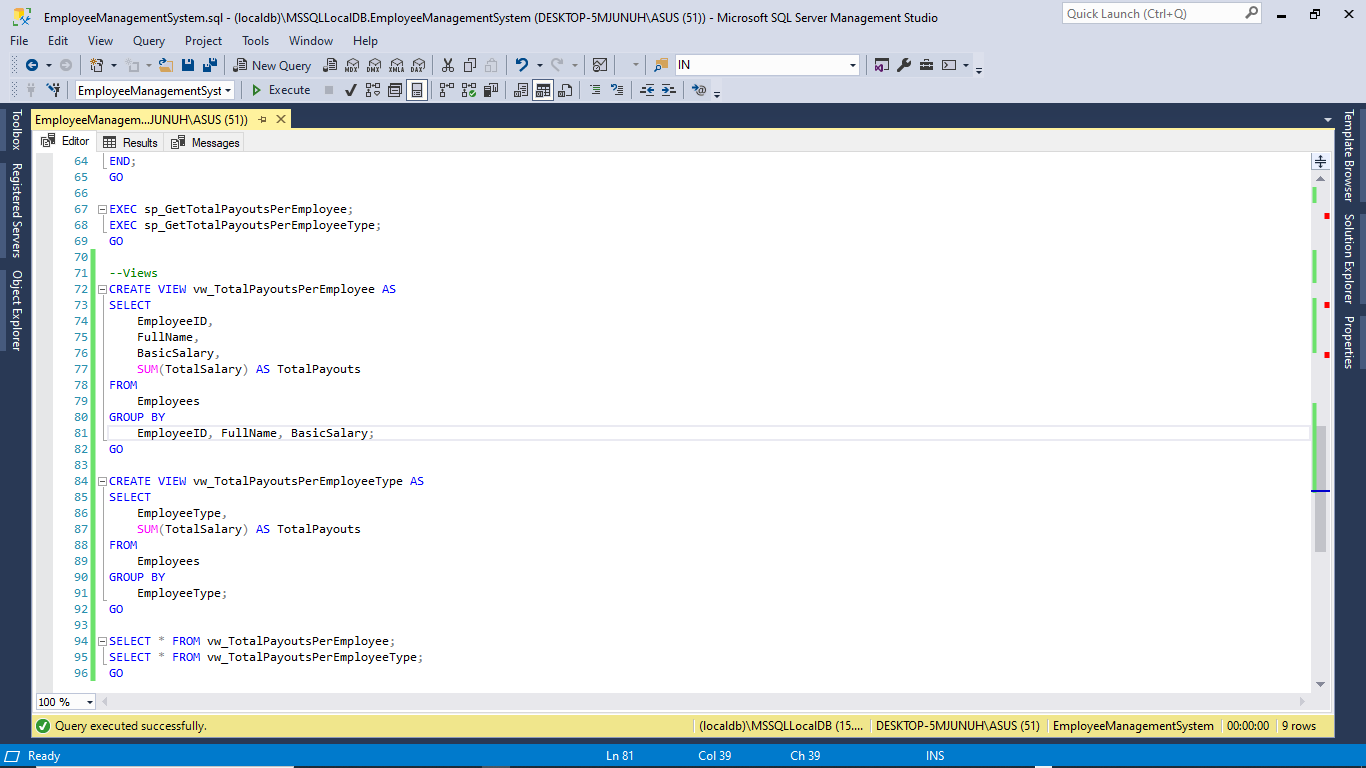 EmployeeManagementSystem.sql - (localdb)\MSSQLLocalDB.EmployeeManagementSystem (DESKTOP-5MJUNUH\ASUS (51)) - Microsoft SQL Server Management Studio
Quick Launch (Ctrl+Q)
File Edit View Query Project Tools Window Help
New Query MDX DMX XMLA DAX IN
EmployeeManagementSyst Execute
EmployeeManagem...JUNUH\ASUS (51))
Editor Results Messages
Toolbox
Registered Servers
Object Explorer
64 END;
65 GO
66
67 EXEC sp_GetTotalPayoutsPerEmployee;
68 EXEC sp_GetTotalPayoutsPerEmployeeType;
69 GO
70
71 --Views
72 CREATE VIEW vw_TotalPayoutsPerEmployee AS
73 SELECT
74 EmployeeID,
75 FullName,
76 BasicSalary,
77 SUM(TotalSalary) AS TotalPayouts
78 FROM
79 Employees
80 GROUP BY
81 EmployeeID, FullName, BasicSalary;
82 GO
83
84 CREATE VIEW vw_TotalPayoutsPerEmployeeType AS
85 SELECT
86 EmployeeType,
87 SUM(TotalSalary) AS TotalPayouts
88 FROM
89 Employees
90 GROUP BY
91 EmployeeType;
92 GO
93
94 SELECT * FROM vw_TotalPayoutsPerEmployee;
95 SELECT * FROM vw_TotalPayoutsPerEmployeeType;
96 GO
Template Browser
Solution Explorer
Properties
100 %
Query executed successfully. (localdb)\MSSQLLocalDB (15.... DESKTOP-5MJUNUH\ASUS (51) EmployeeManagementSystem 00:00:00 9 rows
Ready Ln 81 Col 39 Ch 39 INS